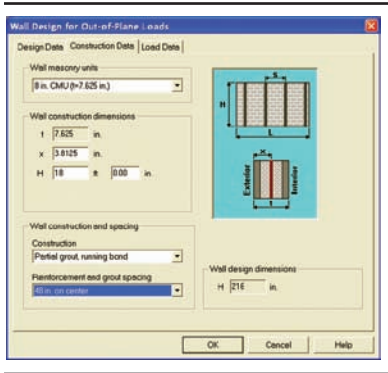 Wall Design for Out-of-Plane Loads
Design Data Construction Data Load Data
Wall masonry units
8 in. CMU (t=7.625 in.)
Wall construction dimensions
t 7.625 in.
x 3.8125 in.
H 18 ft 0.00 in.
S
H
L
x
Exterior
Interior
t
Wall construction and spacing
Construction
Partial grout, running bond
Reinforcement and grout spacing
48 in. on center
Wall design dimensions
H 216 in.
OK Cancel Help